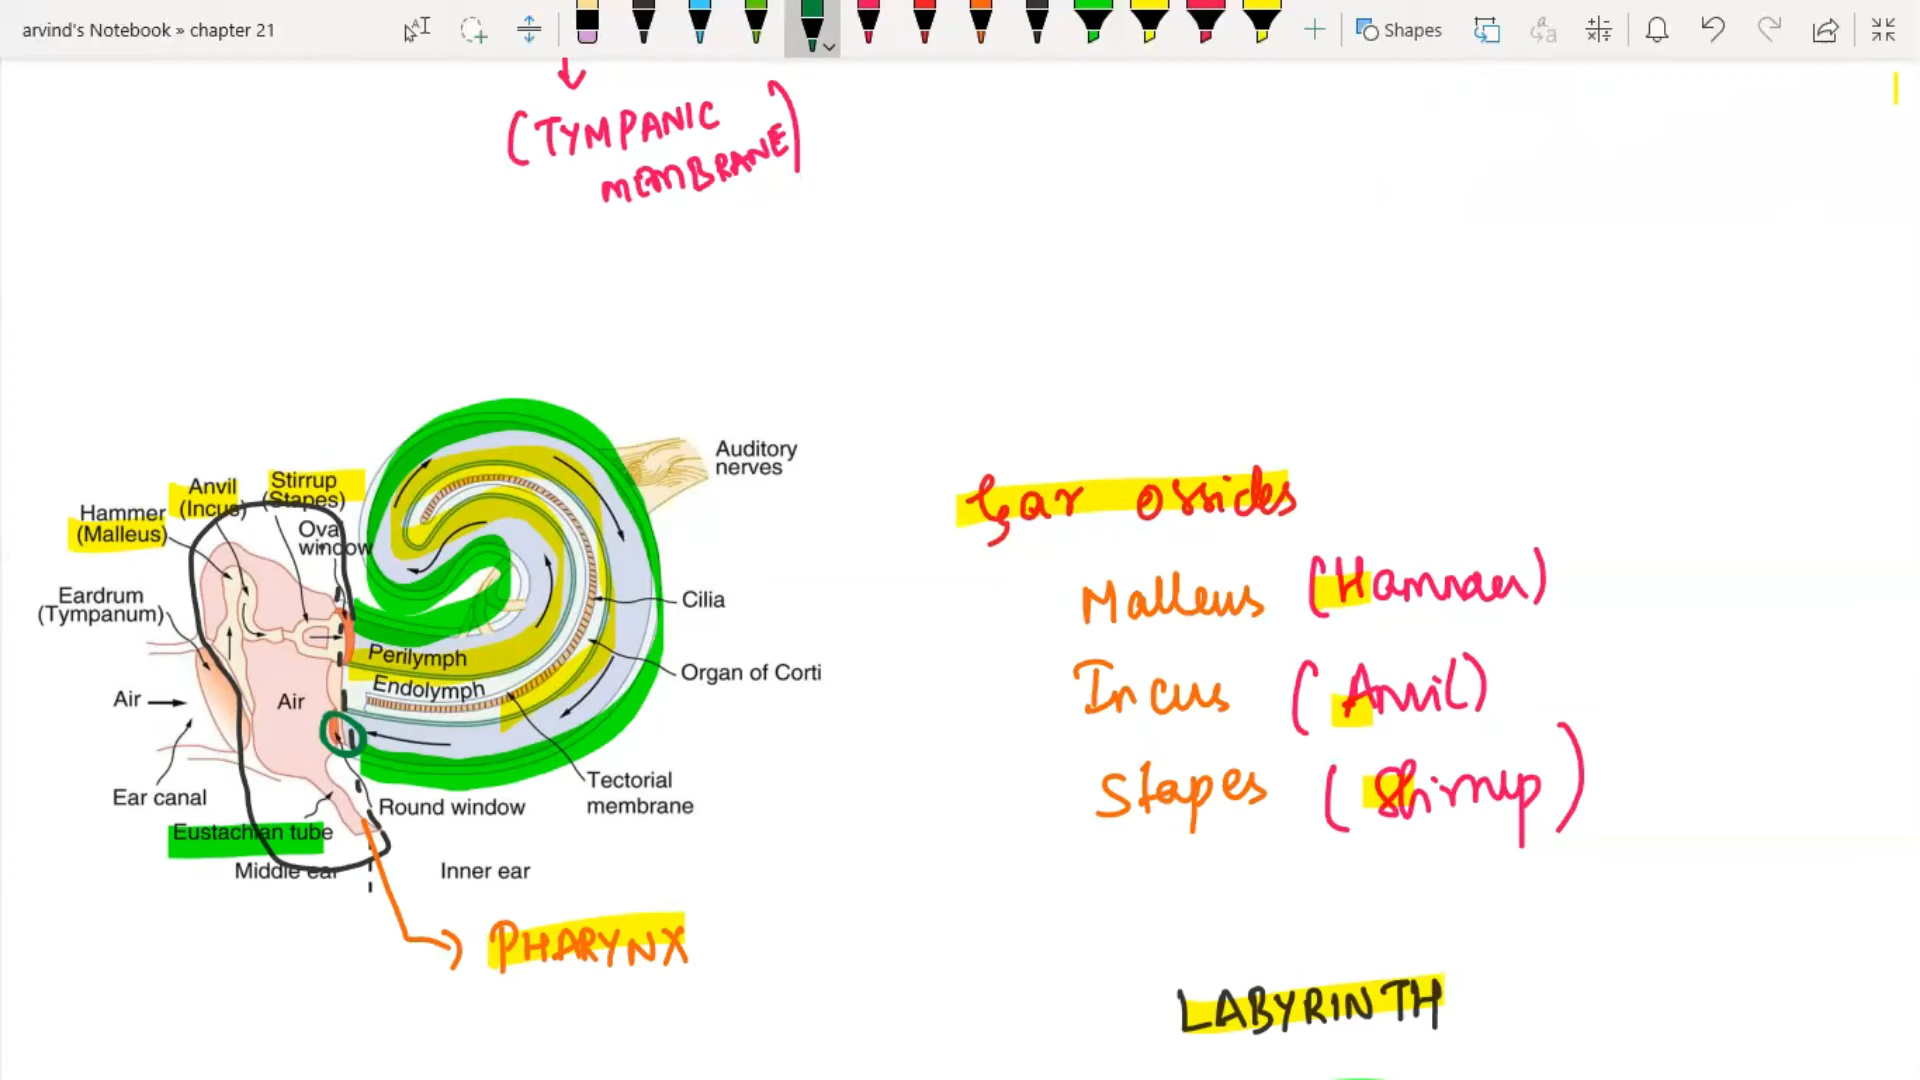 arvind's Notebook » chapter 21
Shapes
(TYMPANIC
MEMBRANE)
Auditory
nerves
Stirrup
(Stapes)
Anvil
(Incus)
Hammer
(Malleus)
Oval
window
Eardrum
(Tympanum)
Cilia
Perilymph
Endolymph
Organ of Corti
Air
Air
Tectorial
membrane
Ear canal
Round window
Eustachian tube
Middle ear
Inner ear
PHARYNX
Ear ossicles
Malleus (Hammer)
Incus (Anvil)
Stapes (Stirrup)
LABYRINTH